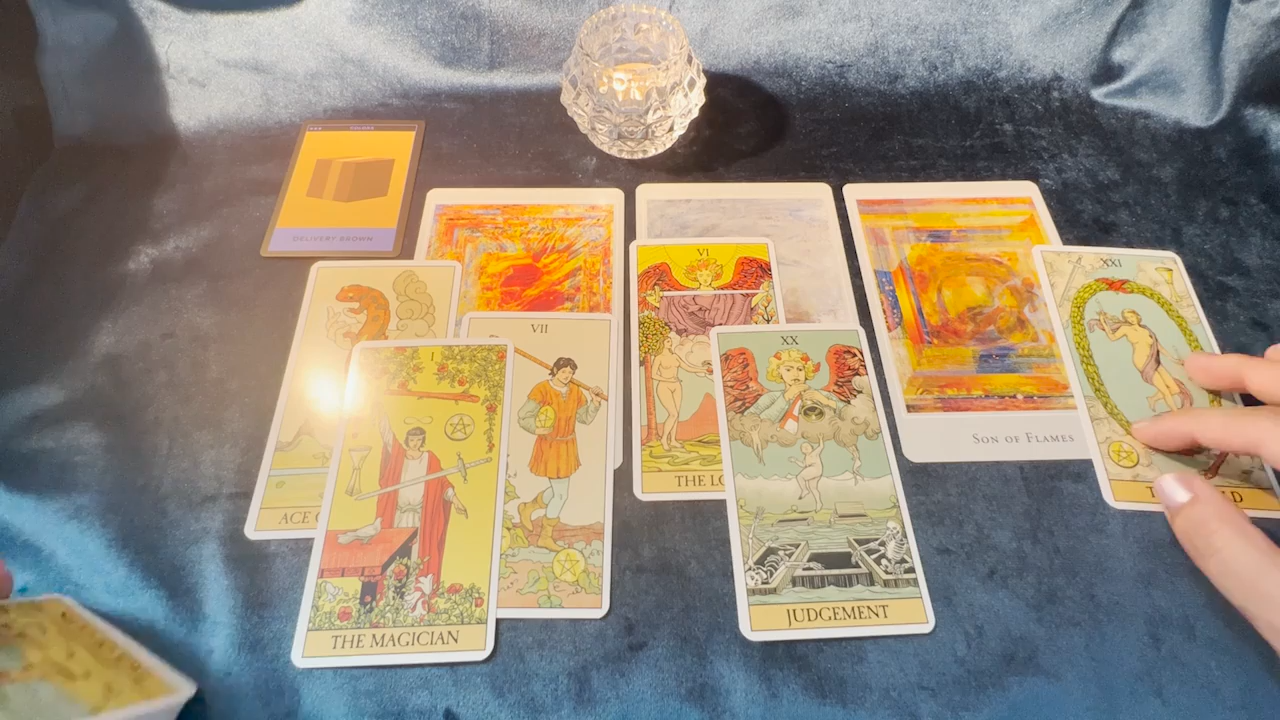 COLORS
DELIVERY BROWN
VI
XXI
VII
XX
I
SON OF FLAMES
THE LO
ACE
JUDGEMENT
THE MAGICIAN